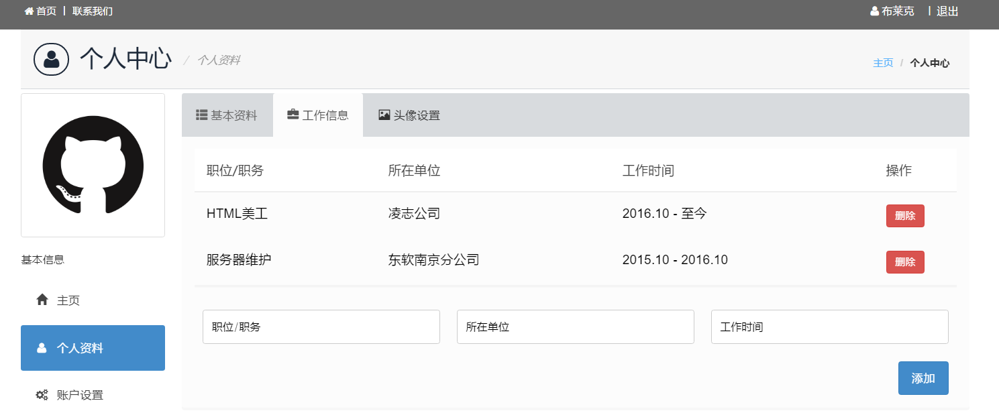 首页 | 联系我们
布莱克 | 退出
个人中心 / 个人资料
主页 / 个人中心
基本资料 工作信息 头像设置
职位/职务 所在单位 工作时间 操作
HTML美工 凌志公司 2016.10 - 至今 删除
服务器维护 东软南京分公司 2015.10 - 2016.10 删除
职位/职务 所在单位 工作时间
添加
基本信息
主页
个人资料
账户设置